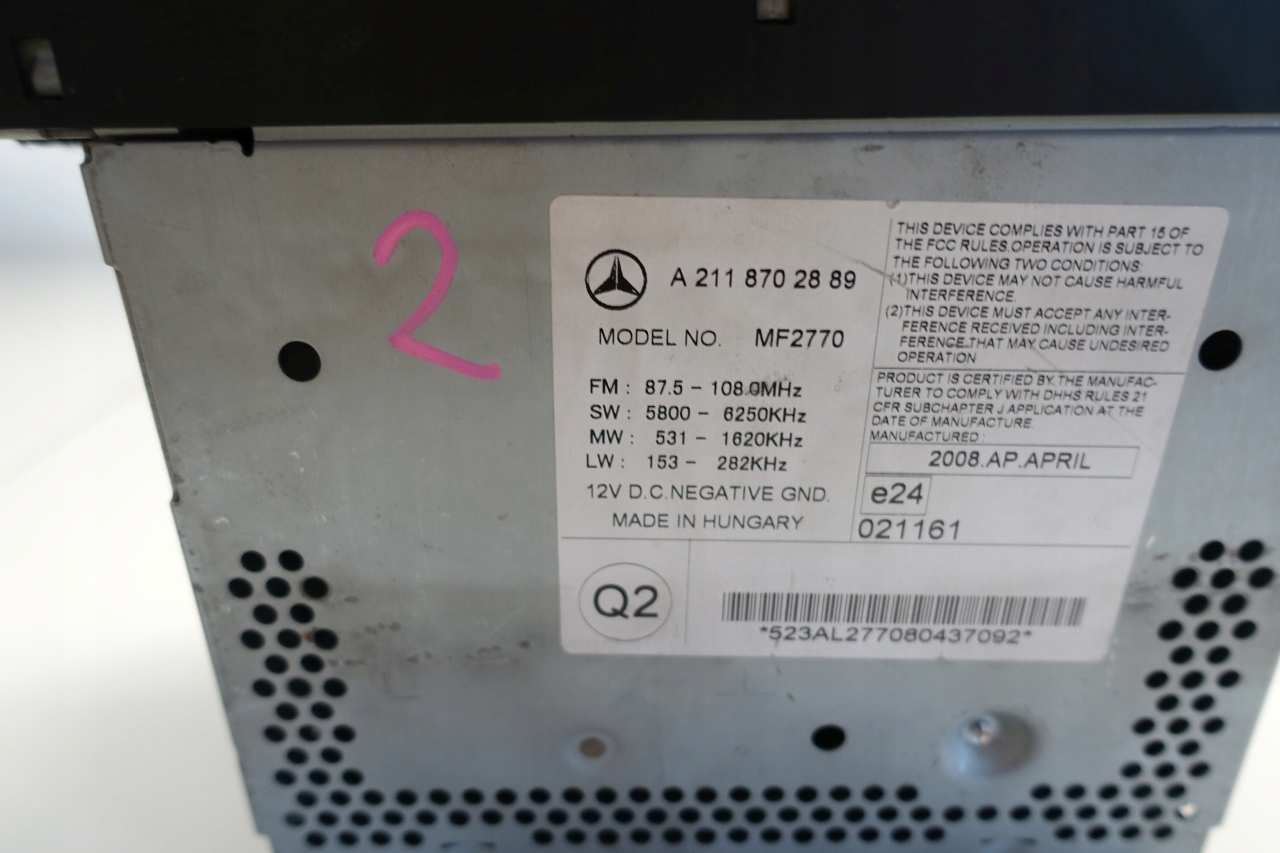 2
A 211 870 28 89
MODEL NO. MF2770
FM : 87.5 - 108.0MHz
SW : 5800 - 6250KHz
MW : 531 - 1620KHz
LW : 153 - 282KHz
12V D.C.NEGATIVE GND.
MADE IN HUNGARY
THIS DEVICE COMPLIES WITH PART 15 OF
THE FCC RULES.OPERATION IS SUBJECT TO
THE FOLLOWING TWO CONDITIONS:
(1)THIS DEVICE MAY NOT CAUSE HARMFUL
INTERFERENCE.
(2)THIS DEVICE MUST ACCEPT ANY INTER-
FERENCE RECEIVED INCLUDING INTER-
FERENCE THAT MAY CAUSE UNDESIRED
OPERATION
PRODUCT IS CERTIFIED BY THE MANUFAC-
TURER TO COMPLY WITH DHHS RULES 21
CFR SUBCHAPTER J APPLICATION AT THE
DATE OF MANUFACTURE.
MANUFACTURED :
2008.AP.APRIL
e24
021161
Q2
*523AL277080437092*